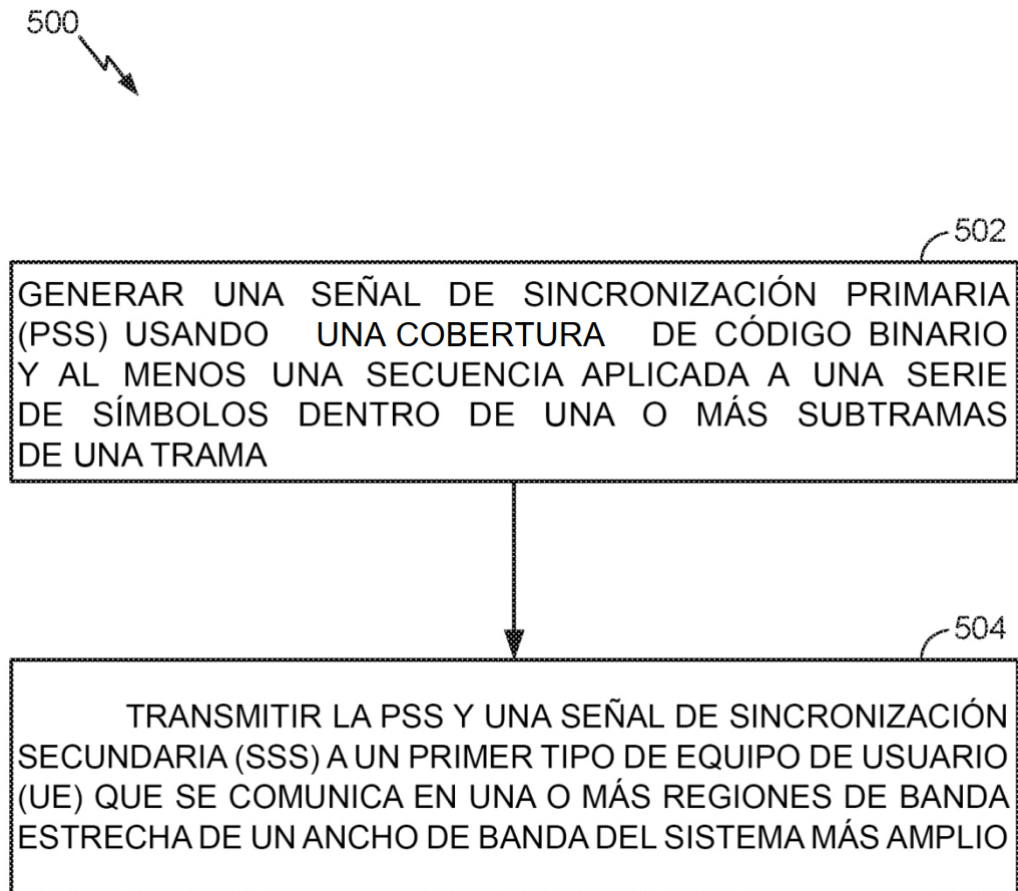 500
502
GENERAR UNA SEÑAL DE SINCRONIZACIÓN PRIMARIA
(PSS) USANDO UNA COBERTURA DE CÓDIGO BINARIO
Y AL MENOS UNA SECUENCIA APLICADA A UNA SERIE
DE SÍMBOLOS DENTRO DE UNA O MÁS SUBTRAMAS
DE UNA TRAMA
504
TRANSMITIR LA PSS Y UNA SEÑAL DE SINCRONIZACIÓN
SECUNDARIA (SSS) A UN PRIMER TIPO DE EQUIPO DE USUARIO
(UE) QUE SE COMUNICA EN UNA O MÁS REGIONES DE BANDA
ESTRECHA DE UN ANCHO DE BANDA DEL SISTEMA MÁS AMPLIO